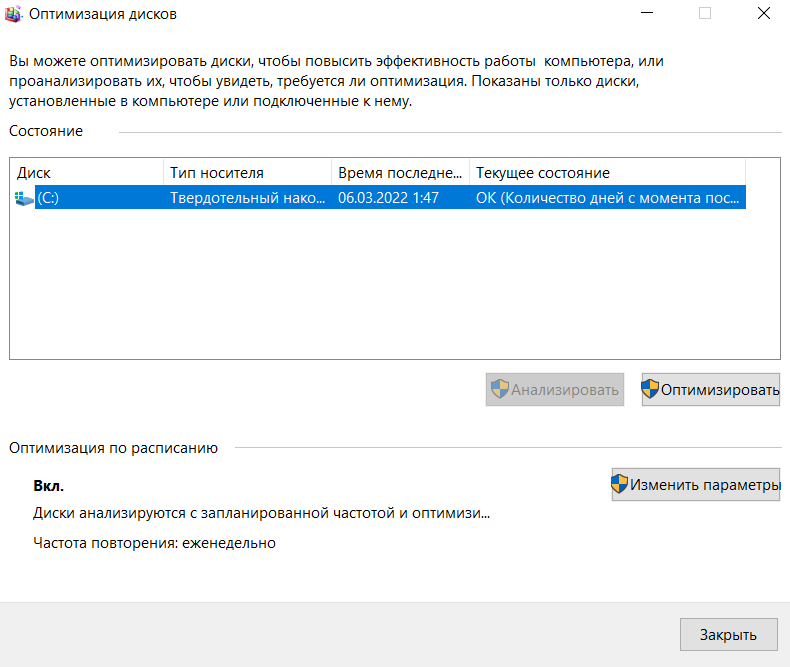 Оптимизация дисков
Вы можете оптимизировать диски, чтобы повысить эффективность работы  компьютера, или
проанализировать их, чтобы увидеть, требуется ли оптимизация. Показаны только диски,
установленные в компьютере или подключенные к нему.
Состояние
Диск Тип носителя Время последне... Текущее состояние
(C:) Твердотельный нако... 06.03.2022 1:47 ОК (Количество дней с момента пос...
Анализировать Оптимизировать
Оптимизация по расписанию
Вкл. Изменить параметры
Диски анализируются с запланированной частотой и оптимизи...
Частота повторения: еженедельно
Закрыть